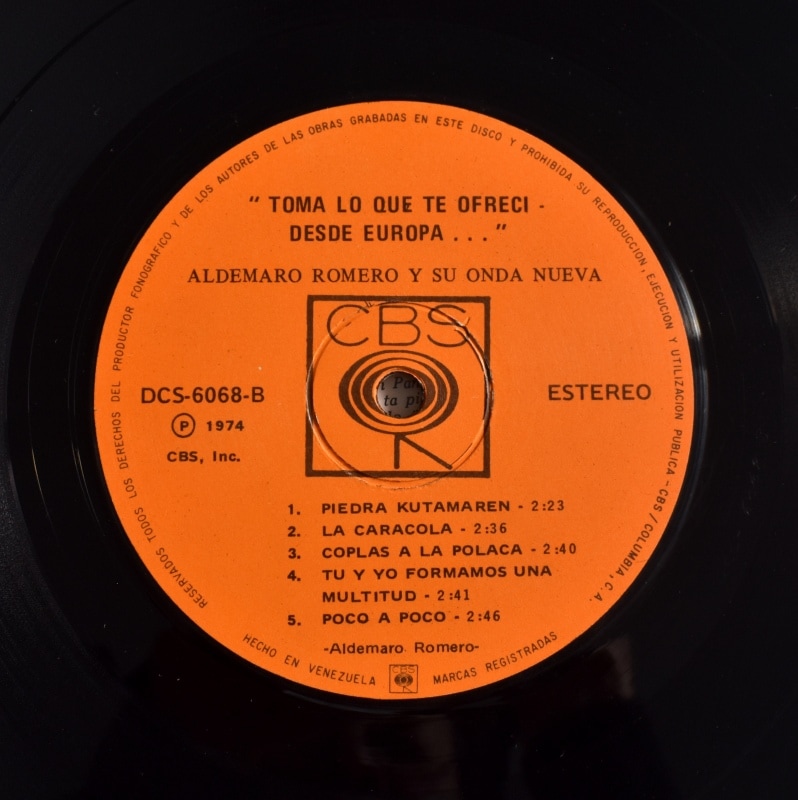 RESERVADOS TODOS LOS DERECHOS DEL PRODUCTOR FONOGRAFICO Y DE LOS AUTORES DE LAS OBRAS GRABADAS EN ESTE DISCO Y PROHIBIDA SU REPRODUCCION, EJECUCION Y UTILIZACION PUBLICA - CBS / COLUMBIA, C.A.
" TOMA LO QUE TE OFRECI -
DESDE EUROPA . . . "
ALDEMARO ROMERO Y SU ONDA NUEVA
CBS
DCS-6068-B
ESTEREO
Ⓟ 1974
CBS, Inc.
1. PIEDRA KUTAMAREN - 2:23
2. LA CARACOLA - 2:36
3. COPLAS A LA POLACA - 2:40
4. TU Y YO FORMAMOS UNA
MULTITUD - 2:41
5. POCO A POCO - 2:46
-Aldemaro Romero-
HECHO EN VENEZUELA CBS MARCAS REGISTRADAS